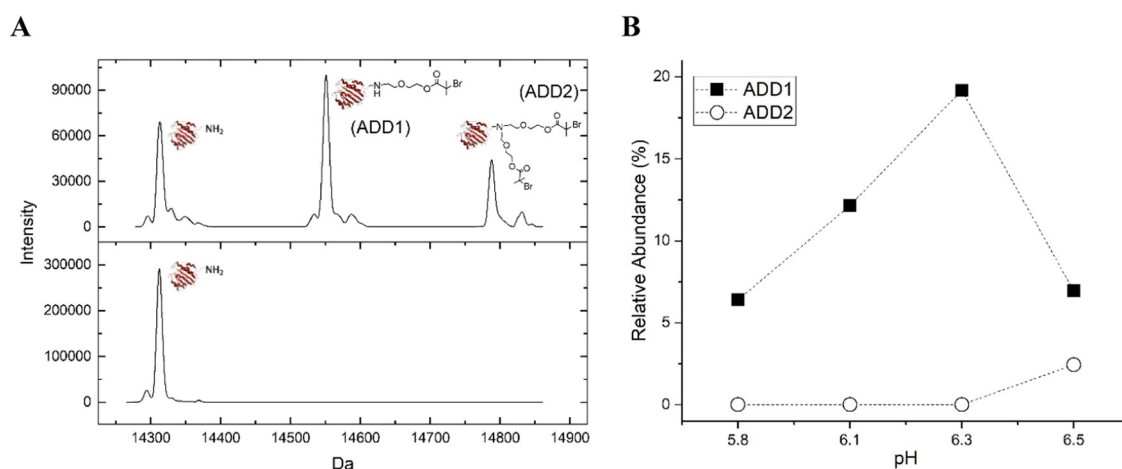 A
B
90000
60000
30000
0
300000
200000
100000
0
Intensity
14300 14400 14500 14600 14700 14800 14900
Da
NH₂
N
H
O
O
O
Br
(ADD1)
(ADD2)
N
O
O
O
Br
O
O
O
Br
NH₂
ADD1
ADD2
20
15
10
5
0
Relative Abundance (%)
5.8 6.1 6.3 6.5
pH